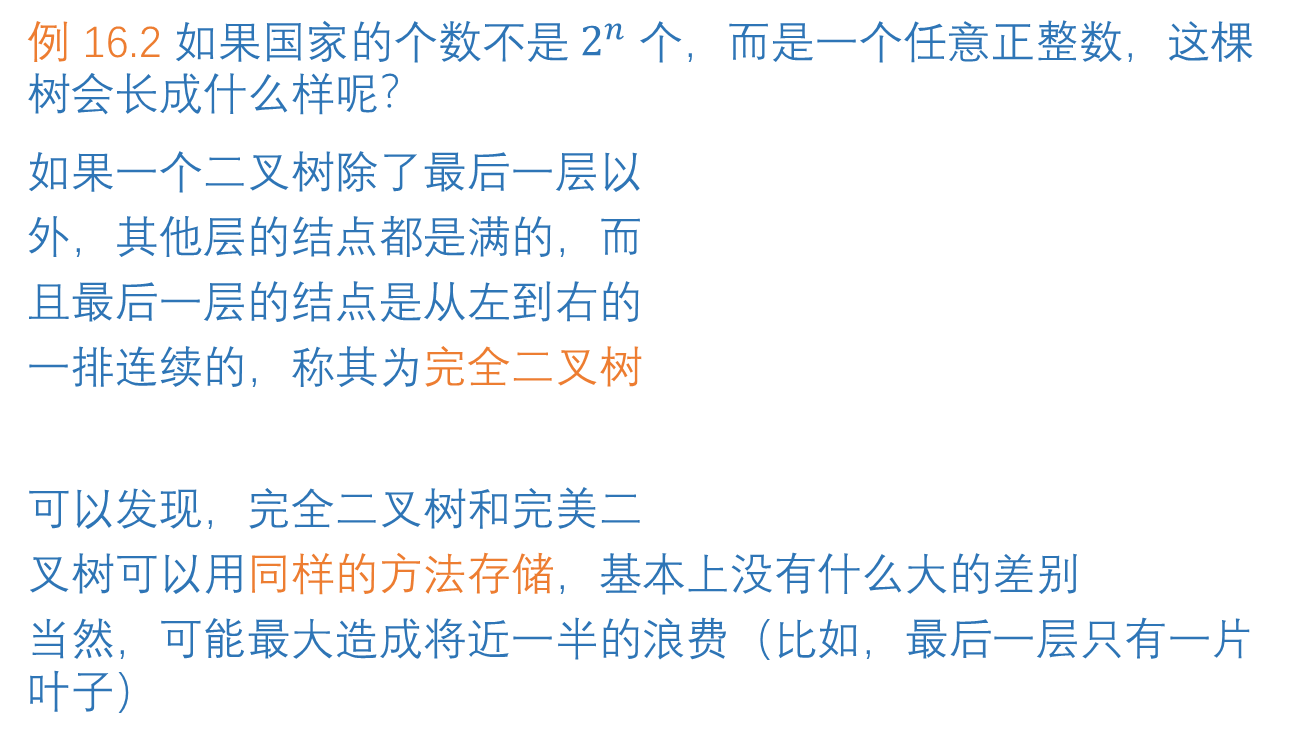 例 16.2 如果国家的个数不是 2ⁿ 个，而是一个任意正整数，这棵
树会长成什么样呢？
如果一个二叉树除了最后一层以
外，其他层的结点都是满的，而
且最后一层的结点是从左到右的
一排连续的，称其为完全二叉树
可以发现，完全二叉树和完美二
叉树可以用同样的方法存储，基本上没有什么大的差别
当然，可能最大造成将近一半的浪费（比如，最后一层只有一片
叶子）